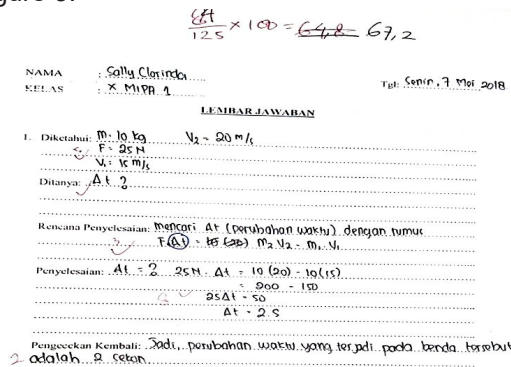 84/125 × 100 = 64,8 67,2
NAMA : Sally Clarinda
KELAS : X MIPA 1
Tgl: Senin, 7 Mei 2018
LEMBAR JAWABAN
1. Diketahui: m = 10 kg V2 = 20 m/s
F = 25 N
V1 = 15 m/s
Ditanya: Δt ?
Rencana Penyelesaian: mencari Δt (perubahan waktu) dengan rumus
F.Δt = m2 V2 - m1. V1
Penyelesaian: Δt = ? 25N. Δt = 10 (20) - 10 (15)
= 200 - 150
25Δt = 50
Δt = 2.s
Pengecekan Kembali: Jadi, perubahan waktu yang terjadi pada benda tersebut
2 adalah 2 sekon